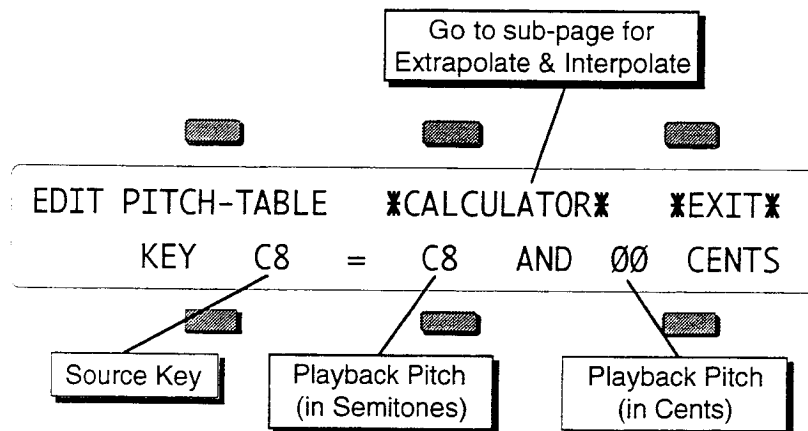 Go to sub-page for
Extrapolate & Interpolate
EDIT PITCH-TABLE *CALCULATOR* *EXIT*
KEY C8 = C8 AND 00 CENTS
Source Key
Playback Pitch
(in Semitones)
Playback Pitch
(in Cents)